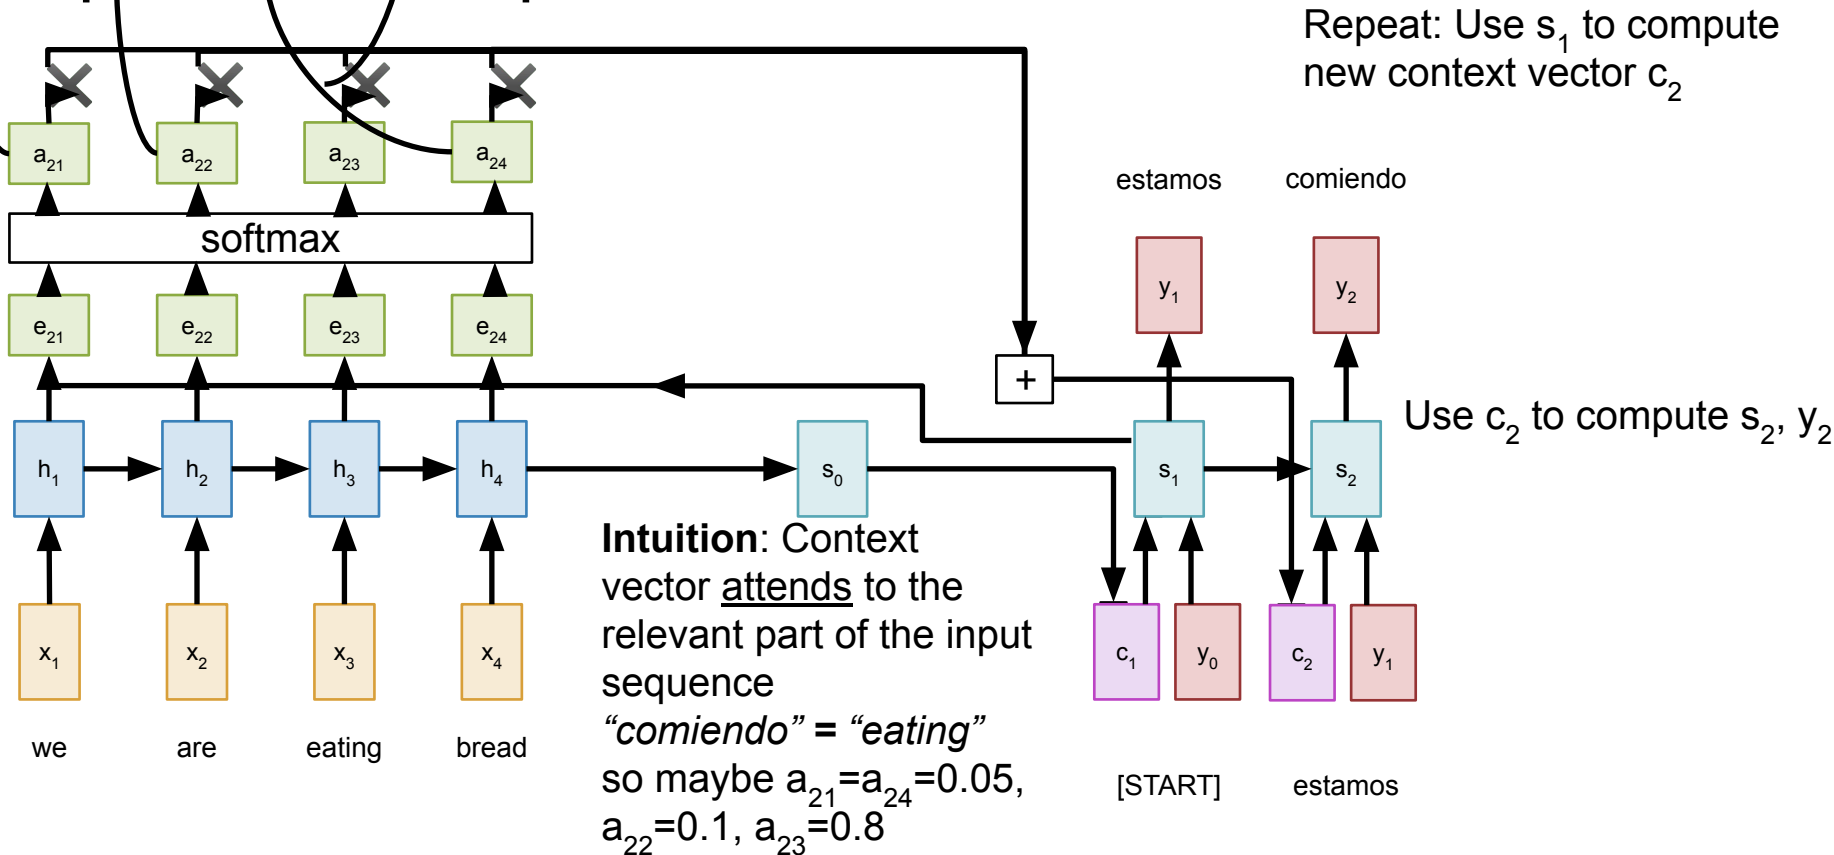 Repeat: Use s₁ to compute
new context vector c₂
a₂₁ a₂₂ a₂₃ a₂₄
estamos comiendo
softmax
y₁ y₂
e₂₁ e₂₂ e₂₃ e₂₄
+
Use c₂ to compute s₂, y₂
h₁ h₂ h₃ h₄ s₀ s₁ s₂
Intuition: Context
vector attends to the
relevant part of the input
sequence
“comiendo” = “eating”
so maybe a₂₁=a₂₄=0.05,
a₂₂=0.1, a₂₃=0.8
x₁ x₂ x₃ x₄
c₁ y₀ c₂ y₁
we are eating bread
[START] estamos